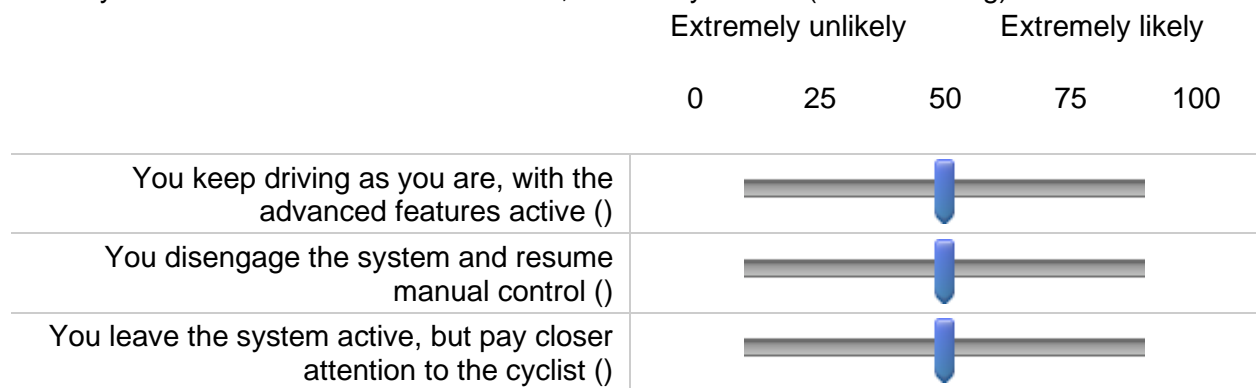 Extremely unlikely Extremely likely
0 25 50 75 100
You keep driving as you are, with the
advanced features active ()
You disengage the system and resume
manual control ()
You leave the system active, but pay closer
attention to the cyclist ()